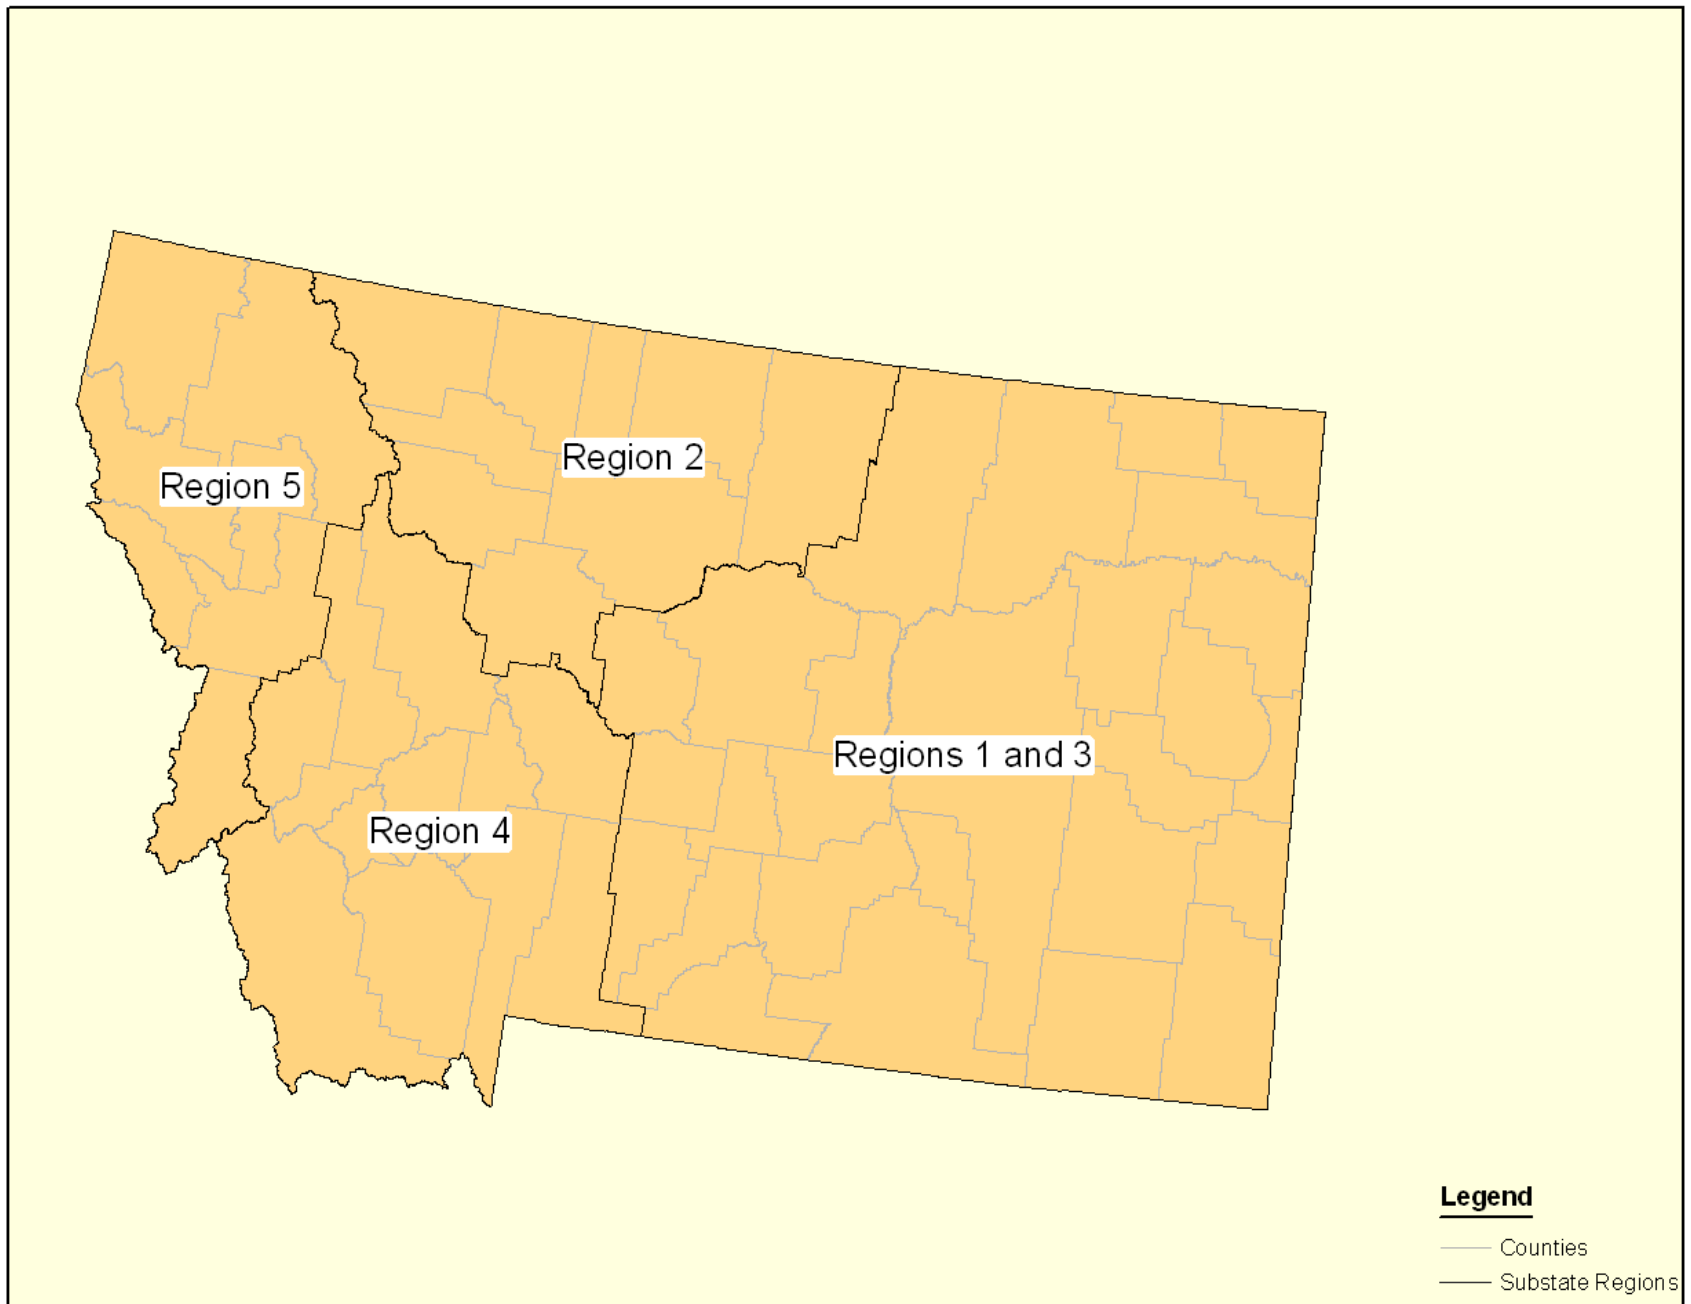 Region 2
Region 5
Regions 1 and 3
Region 4
Legend
Counties
Substate Regions